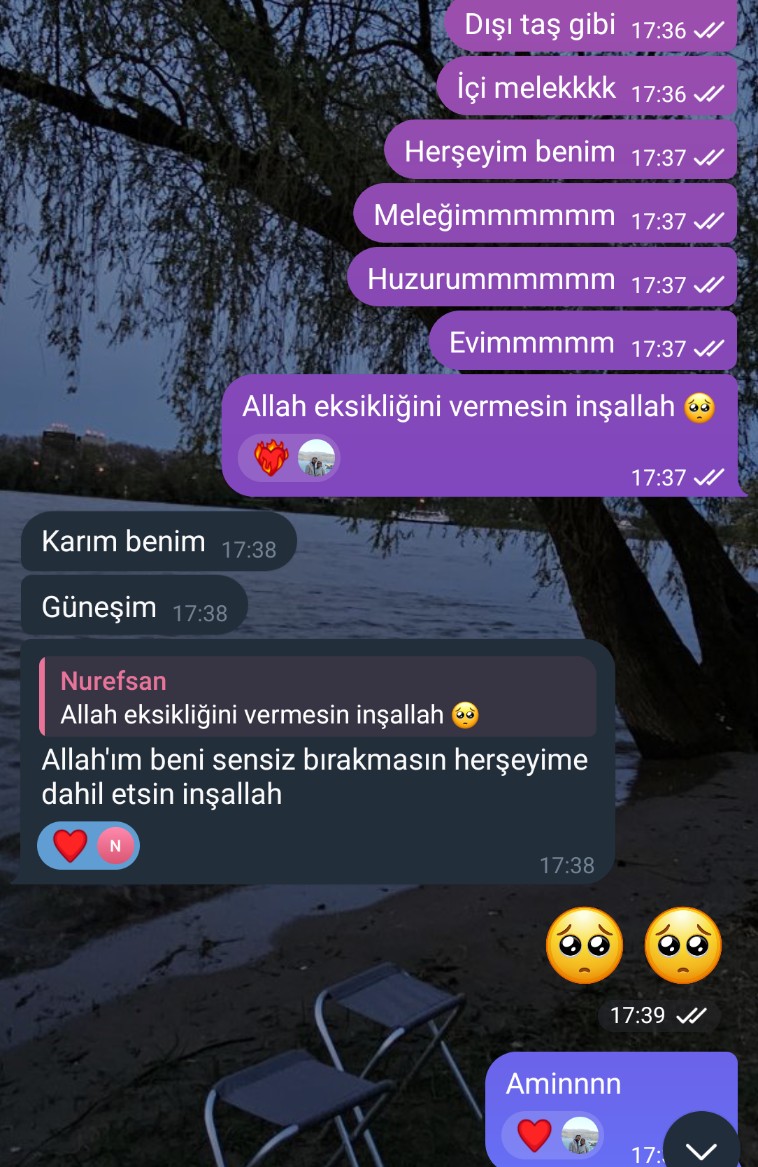 Dışı taş gibi 17:36
İçi melekkkk 17:36
Herşeyim benim 17:37
Meleğimmmmmm 17:37
Huzurummmmmm 17:37
Evimmmmm 17:37
Allah eksikliğini vermesin inşallah 🥺
17:37
Karım benim 17:38
Güneşim 17:38
Nurefsan
Allah eksikliğini vermesin inşallah 🥺
Allah'ım beni sensiz bırakmasın herşeyime
dahil etsin inşallah
N
17:38
17:39
Aminnnn